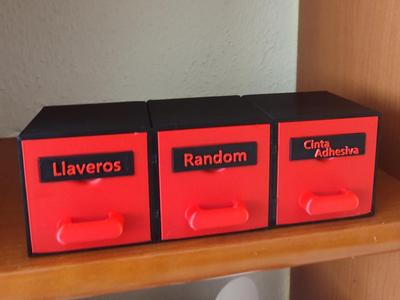 Llaveros
Random
Cinta
Adhesiva